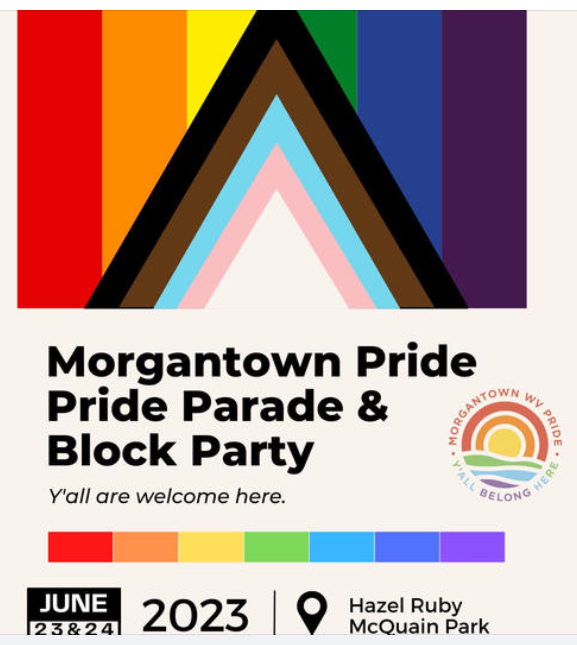 Morgantown Pride
Pride Parade &
Block Party
MORGANTOWN WV PRIDE
Y'ALL BELONG HERE
Y'all are welcome here.
JUNE
23&24
2023
Hazel Ruby
McQuain Park